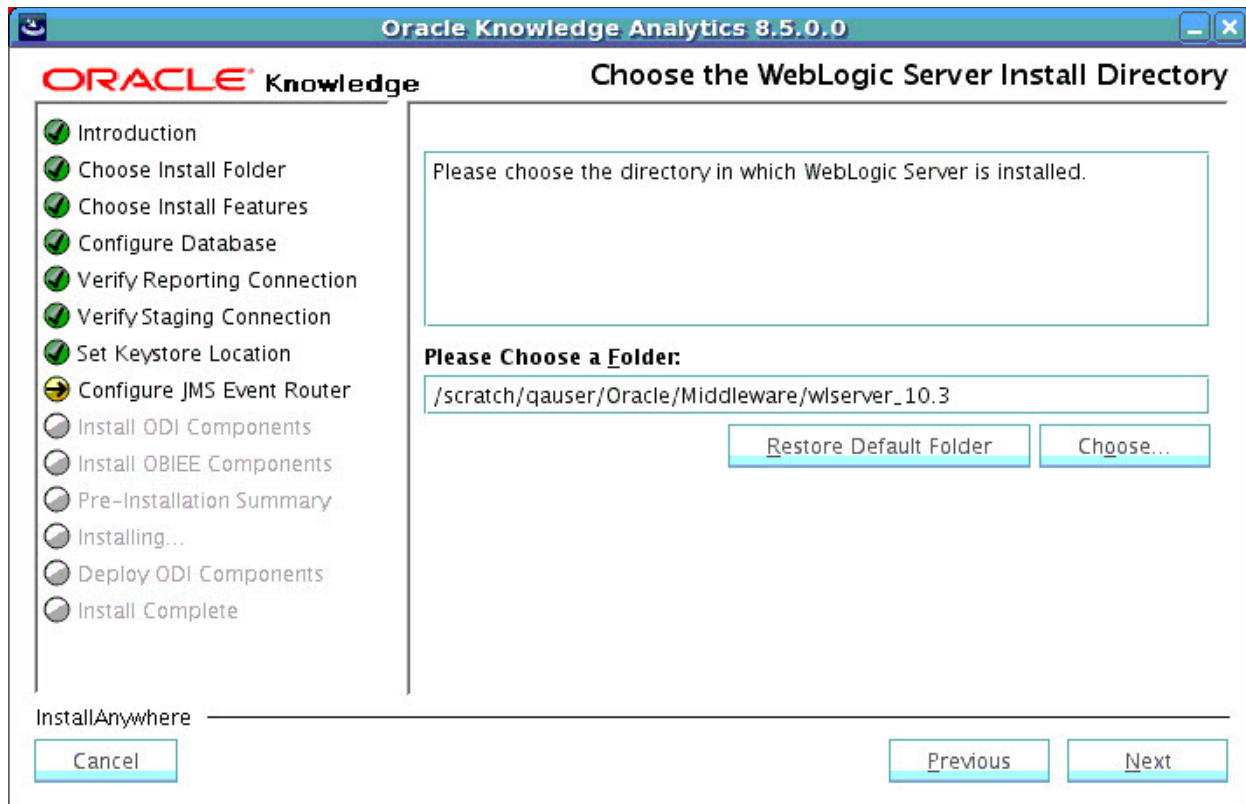 Oracle Knowledge Analytics 8.5.0.0
ORACLE Knowledge
Choose the WebLogic Server Install Directory
Introduction
Choose Install Folder
Choose Install Features
Configure Database
Verify Reporting Connection
Verify Staging Connection
Set Keystore Location
Configure JMS Event Router
Install ODI Components
Install OBIEE Components
Pre-Installation Summary
Installing...
Deploy ODI Components
Install Complete
Please choose the directory in which WebLogic Server is installed.
Please Choose a Folder:
/scratch/qauser/Oracle/Middleware/wlserver_10.3
Restore Default Folder
Choose...
InstallAnywhere
Cancel
Previous
Next